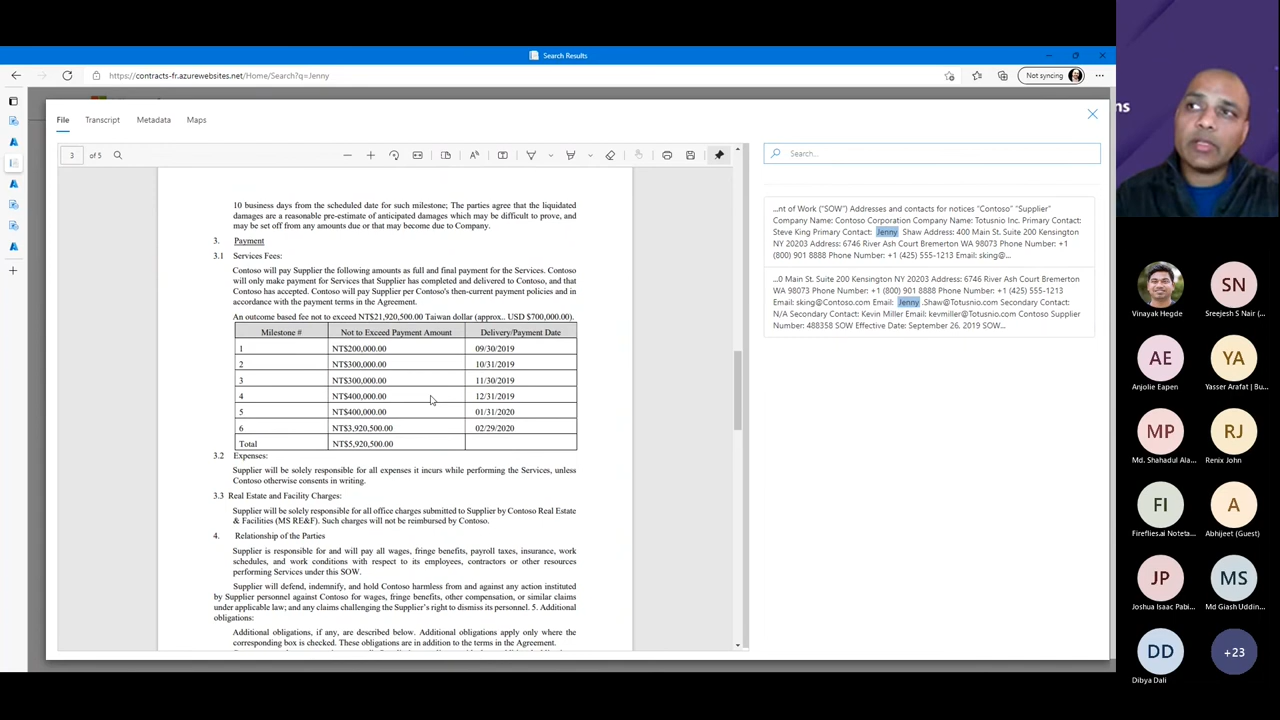 Search Results
https://contracts-fr.azurewebsites.net/Home/Search?q=Jenny
Not syncing
File Transcript Metadata Maps
3 of 5
10 business days from the scheduled date for such milestone; The parties agree that the liquidated
damages are a reasonable pre-estimate of anticipated damages which may be difficult to prove, and
may be set off from any amounts due or that may become due to Company.
3. Payment
3.1 Services Fees:
Contoso will pay Supplier the following amounts as full and final payment for the Services. Contoso
will only make payment for Services that Supplier has completed and delivered to Contoso, and that
Contoso has accepted. Contoso will pay Supplier per Contoso's then-current payment policies and in
accordance with the payment terms in the Agreement.
An outcome based fee not to exceed NT$21,920,500.00 Taiwan dollar (approx.. USD $700,000.00).
Milestone # Not to Exceed Payment Amount Delivery/Payment Date
1 NT$200,000.00 09/30/2019
2 NT$300,000.00 10/31/2019
3 NT$300,000.00 11/30/2019
4 NT$400,000.00 12/31/2019
5 NT$400,000.00 01/31/2020
6 NT$3,920,500.00 02/29/2020
Total NT$5,920,500.00
3.2 Expenses:
Supplier will be solely responsible for all expenses it incurs while performing the Services, unless
Contoso otherwise consents in writing.
3.3 Real Estate and Facility Charges:
Supplier will be solely responsible for all office charges submitted to Supplier by Contoso Real Estate
& Facilities (MS RE&F). Such charges will not be reimbursed by Contoso.
4. Relationship of the Parties
Supplier is responsible for and will pay all wages, fringe benefits, payroll taxes, insurance, work
schedules, and work conditions with respect to its employees, contractors or other resources
performing Services under this SOW.
Supplier will defend, indemnify, and hold Contoso harmless from and against any action instituted
by Supplier personnel against Contoso for wages, fringe benefits, other compensation, or similar claims
under applicable law; and any claims challenging the Supplier's right to dismiss its personnel. 5. Additional
obligations:
Additional obligations, if any, are described below. Additional obligations apply only where the
corresponding box is checked. These obligations are in addition to the terms in the Agreement.
Search...
...nt of Work ("SOW") Addresses and contacts for notices "Contoso" "Supplier"
Company Name: Contoso Corporation Company Name: Totusnio Inc. Primary Contact:
Steve King Primary Contact: Jenny Shaw Address: 400 Main St. Suite 200 Kensington
NY 20203 Address: 6746 River Ash Court Bremerton WA 98073 Phone Number: +1
(800) 901 8888 Phone Number: +1 (425) 555-1213 Email: sking@...
...0 Main St. Suite 200 Kensington NY 20203 Address: 6746 River Ash Court Bremerton
WA 98073 Phone Number: +1 (800) 901 8888 Phone Number: +1 (425) 555-1213
Email: sking@Contoso.com Email: Jenny .Shaw@Totusnio.com Secondary Contact:
N/A Secondary Contact: Kevin Miller Email: kevmiller@Totusnio.com Contoso Supplier
Number: 488358 SOW Effective Date: September 26, 2019 SOW...
ns
Vinayak Hegde
SN
Sreejesh S Nair (...
AE
Anjolie Eapen
YA
Yasser Arafat | Bu...
MP
Md. Shahadul Ala...
RJ
Renix John
FI
Fireflies.ai Noteta...
A
Abhijeet (Guest)
JP
Joshua Isaac Pabi...
MS
Md Giash Uddin...
DD
Dibya Dali
+23